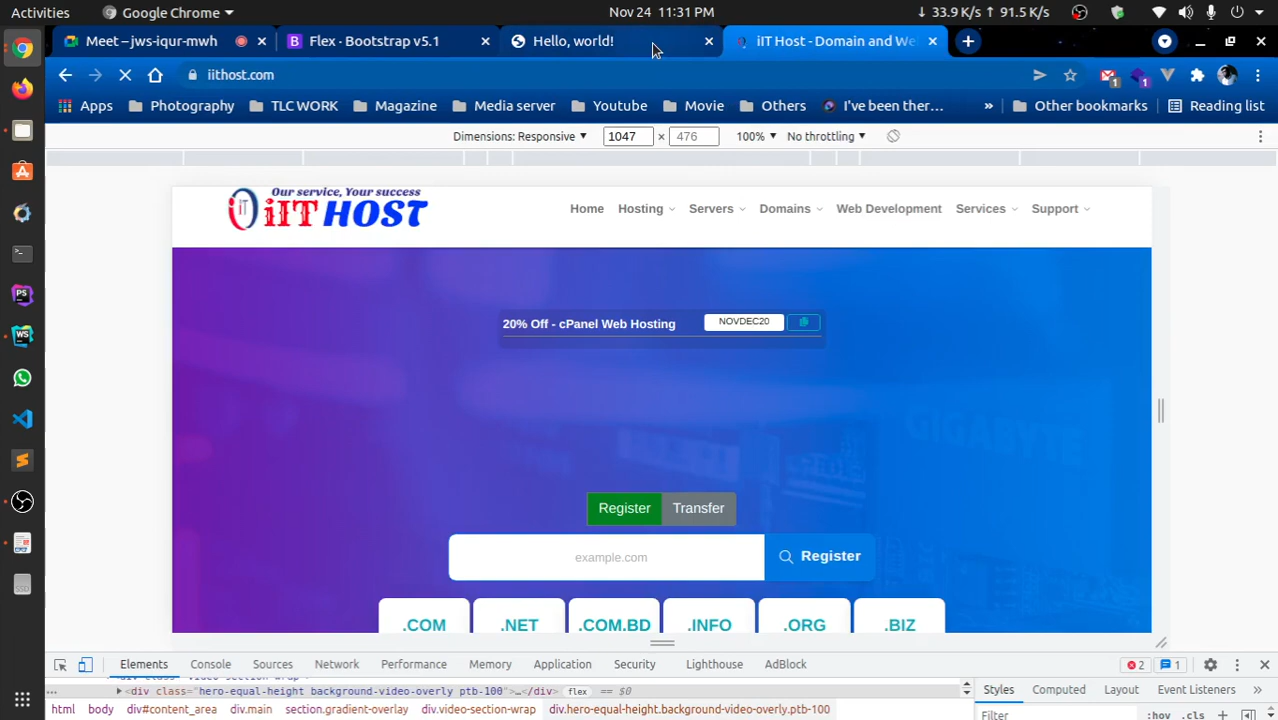 Activities Google Chrome Nov 24 11:31 PM 33.9 K/s 91.5 K/s
Meet – jws-iqur-mwh Flex · Bootstrap v5.1 Hello, world! iIT Host - Domain and We
iithost.com
Apps Photography TLC WORK Magazine Media server Youtube Movie Others I've been ther... » Other bookmarks Reading list
Dimensions: Responsive 1047 × 476 100% No throttling
Our service, Your success
iIT HOST
Home Hosting Servers Domains Web Development Services Support
GIGABYTE
20% Off - cPanel Web Hosting NOVDEC20
Register Transfer
example.com Register
.COM .NET .COM.BD .INFO .ORG .BIZ
Elements Console Sources Network Performance Memory Application Security Lighthouse AdBlock 2 1
<div class="hero-equal-height background-video-overly ptb-100">…</div> flex == $0
Styles Computed Layout Event Listeners »
html body div#content_area div.main section.gradient-overlay div.video-section-wrap div.hero-equal-height.background-video-overly.ptb-100
Filter :hov .cls